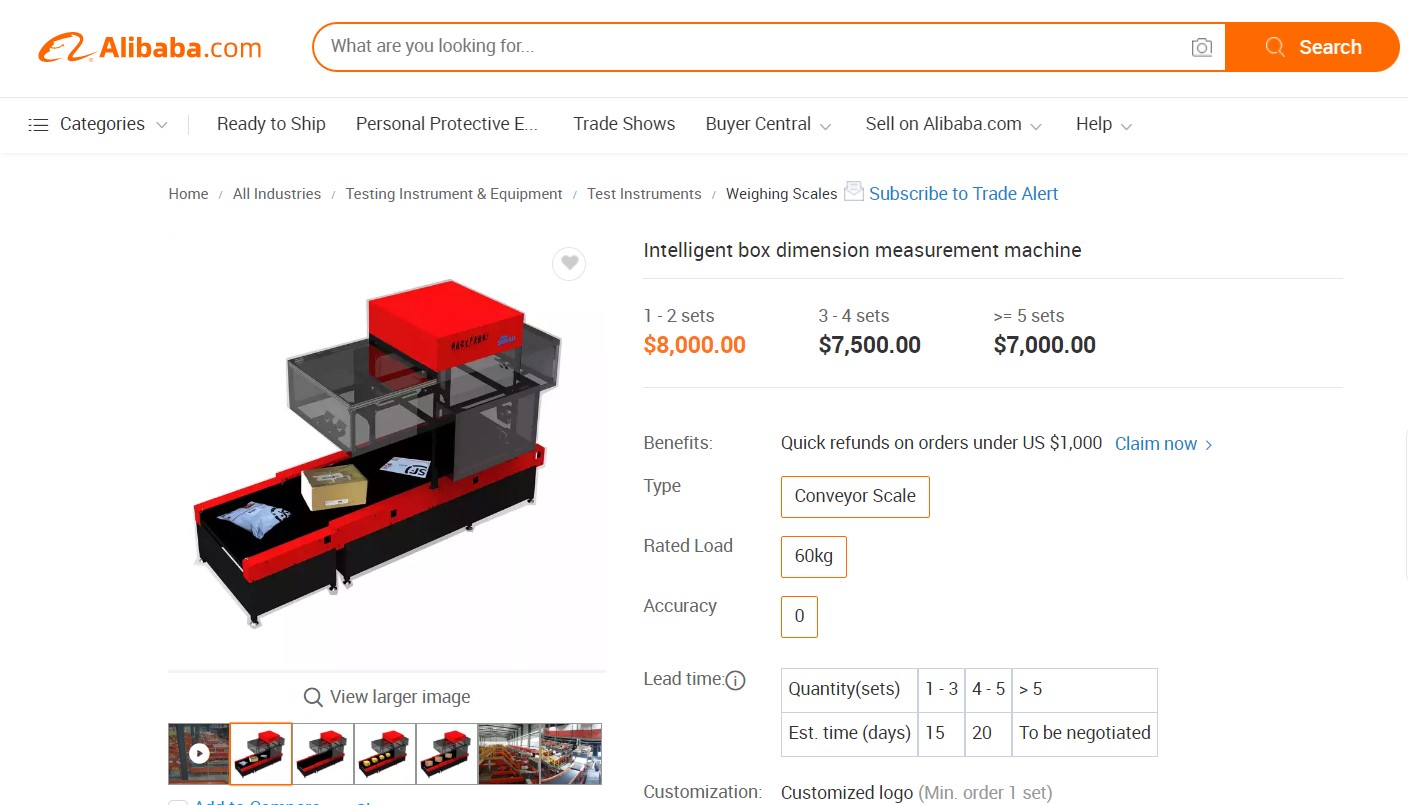 Alibaba.com
What are you looking for...
Search
Categories
Ready to Ship
Personal Protective E...
Trade Shows
Buyer Central
Sell on Alibaba.com
Help
Home / All Industries / Testing Instrument & Equipment / Test Instruments / Weighing Scales
Subscribe to Trade Alert
Intelligent box dimension measurement machine
1 - 2 sets
$8,000.00
3 - 4 sets
$7,500.00
>= 5 sets
$7,000.00
Benefits:
Quick refunds on orders under US $1,000
Claim now >
Type
Conveyor Scale
Rated Load
60kg
Accuracy
0
Lead time:
Quantity(sets) 1 - 3 4 - 5 > 5
Est. time (days) 15 20 To be negotiated
SF
View larger image
Customization: Customized logo (Min. order 1 set)
Add to Compare